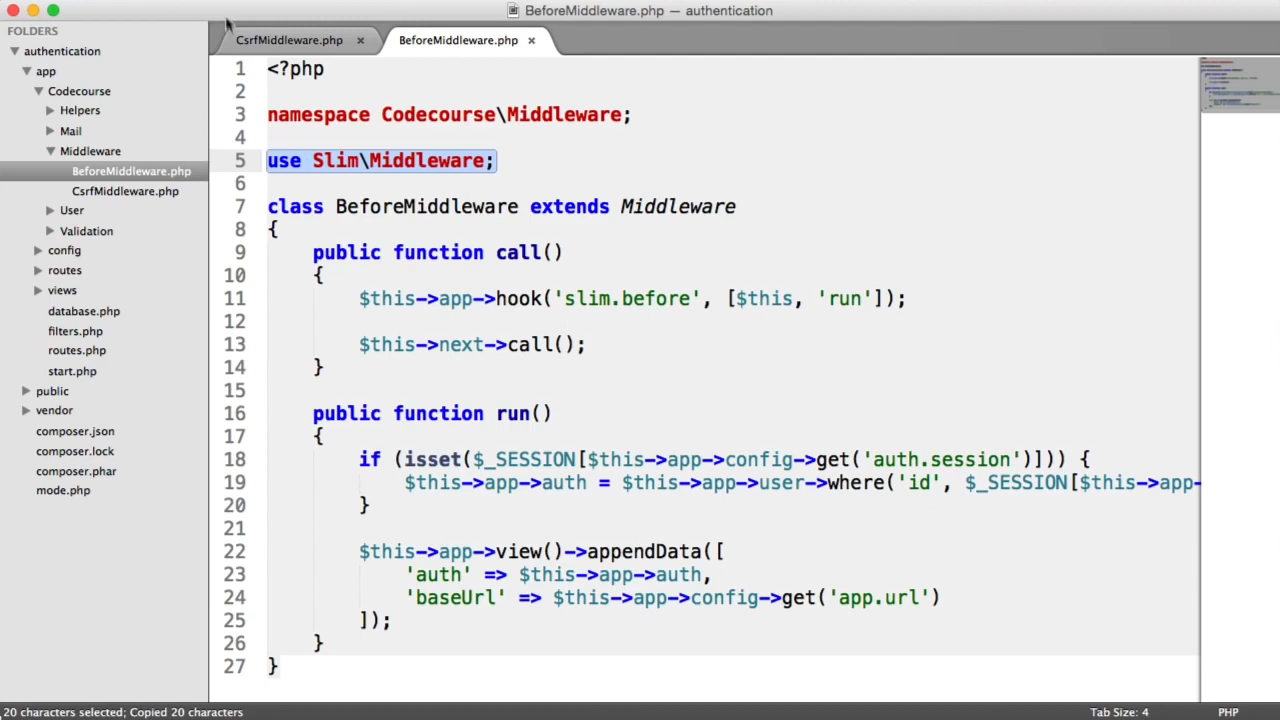 BeforeMiddleware.php — authentication
FOLDERS
authentication
app
Codecourse
Helpers
Mail
Middleware
BeforeMiddleware.php
CsrfMiddleware.php
User
Validation
config
routes
views
database.php
filters.php
routes.php
start.php
public
vendor
composer.json
composer.lock
composer.phar
mode.php
CsrfMiddleware.php × BeforeMiddleware.php ×
1 <?php
2
3 namespace Codecourse\Middleware;
4
5 use Slim\Middleware;
6
7 class BeforeMiddleware extends Middleware
8 {
9 public function call()
10 {
11 $this->app->hook('slim.before', [$this, 'run']);
12
13 $this->next->call();
14 }
15
16 public function run()
17 {
18 if (isset($_SESSION[$this->app->config->get('auth.session')])) {
19 $this->app->auth = $this->app->user->where('id', $_SESSION[$this->app-
20 }
21
22 $this->app->view()->appendData([
23 'auth' => $this->app->auth,
24 'baseUrl' => $this->app->config->get('app.url')
25 ]);
26 }
27 }
20 characters selected; Copied 20 characters
Tab Size: 4
PHP